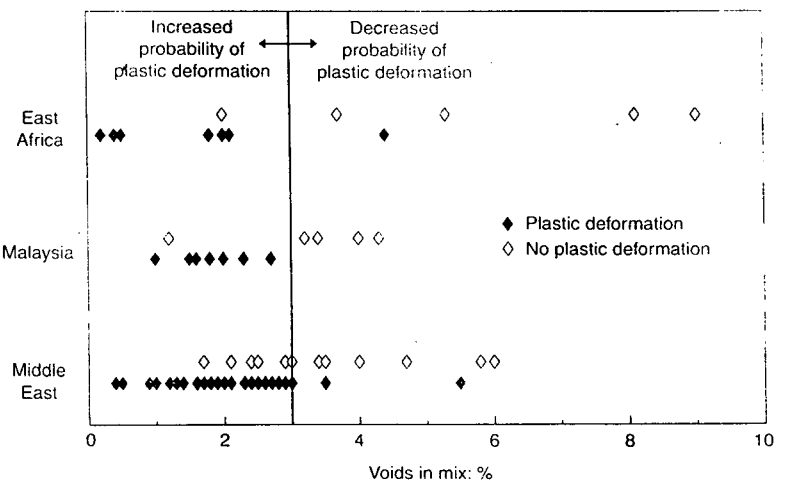 Increased
probability of
plastic deformation
Decreased
probability of
plastic deformation
East
Africa
Malaysia
Middle
East
Plastic deformation
No plastic deformation
0 2 4 6 8 10
Voids in mix: %